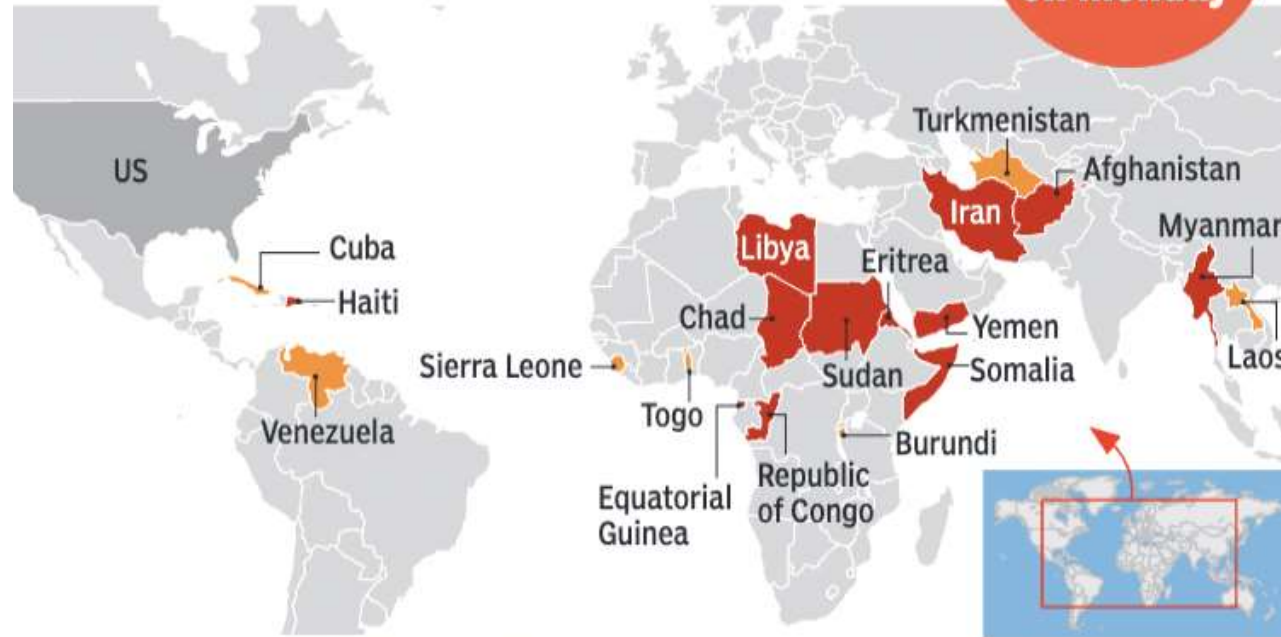 US
Cuba
Haiti
Venezuela
Sierra Leone
Togo
Equatorial
Guinea
Republic
of Congo
Burundi
Chad
Libya
Sudan
Eritrea
Somalia
Yemen
Iran
Turkmenistan
Afghanistan
Myanmar
Laos